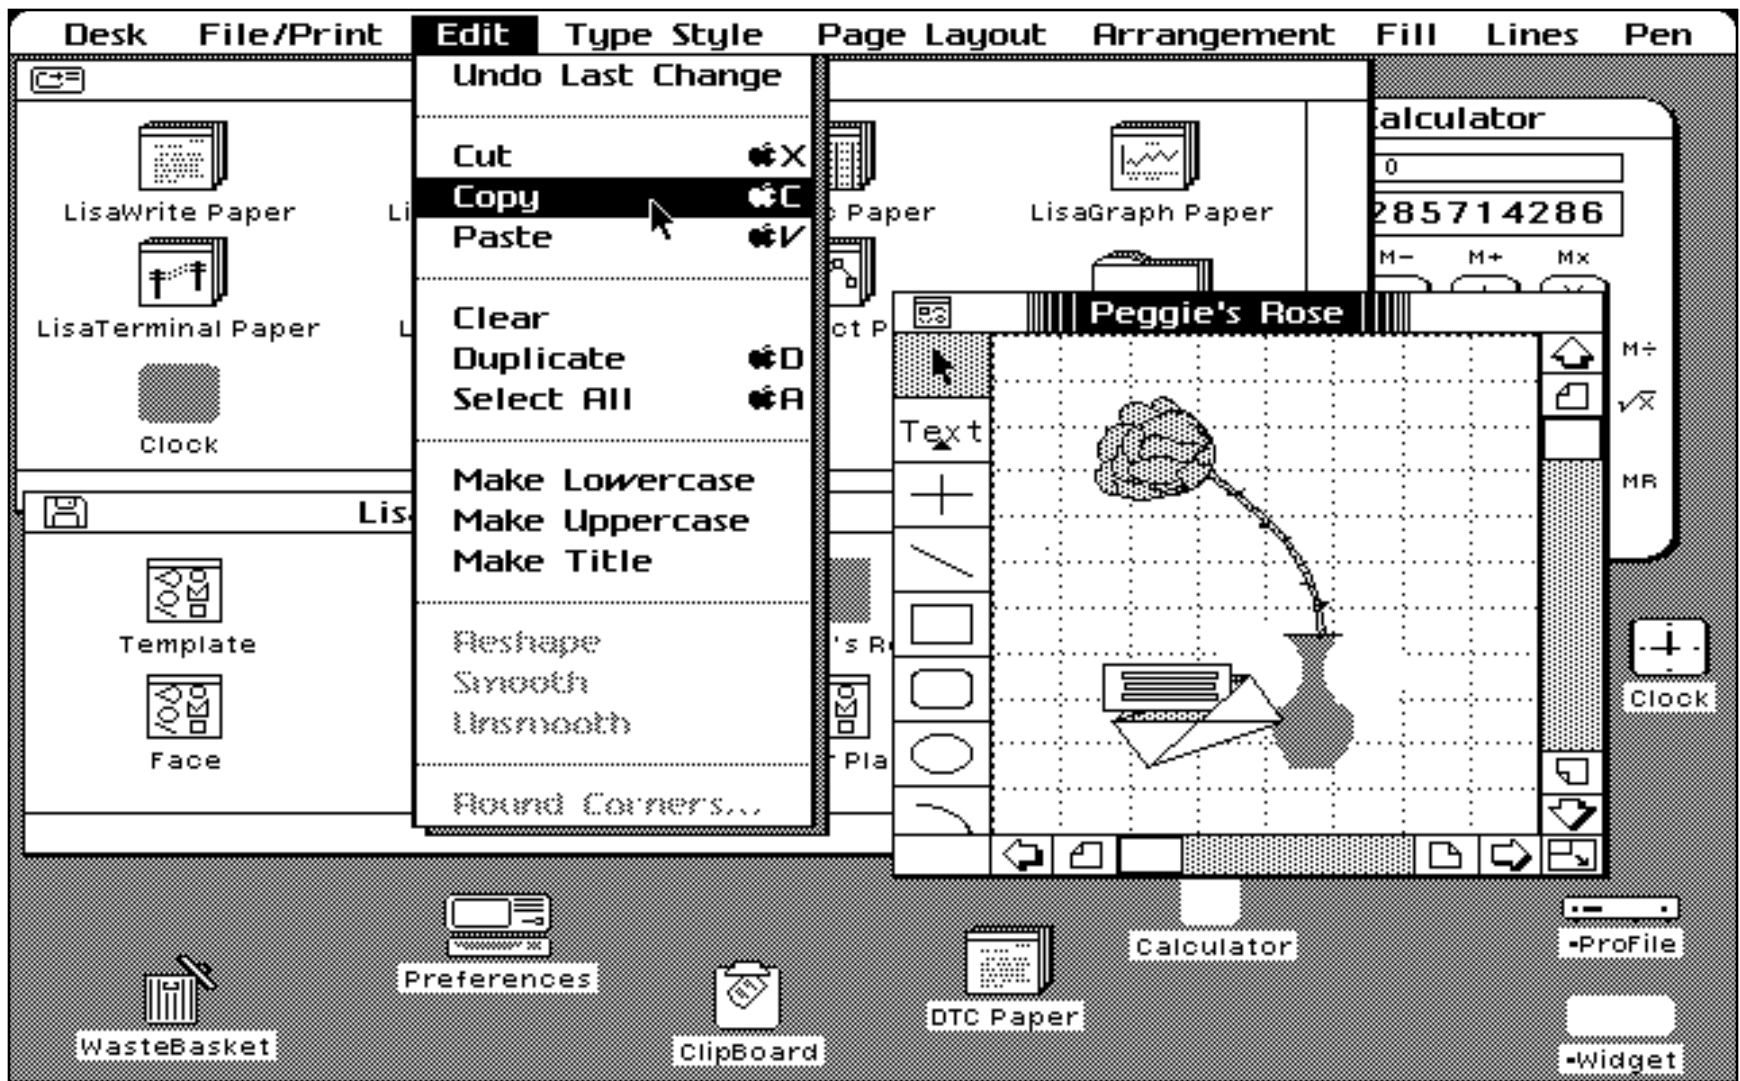 Desk File/Print Edit Type Style Page Layout Arrangement Fill Lines Pen
Undo Last Change
Cut X
Copy C
Paste V
Clear
Duplicate D
Select All A
Make Lowercase
Make Uppercase
Make Title
Reshape
Smooth
Unsmooth
Round Corners...
LisaWrite Paper
Paper
LisaGraph Paper
LisaTerminal Paper
Clock
Template
Face
alculator
0
285714286
M- M+ Mx
M÷
√x
MR
Peggie's Rose
Text
Clock
Preferences
WasteBasket
ClipBoard
DTC Paper
Calculator
-ProFile
-Widget